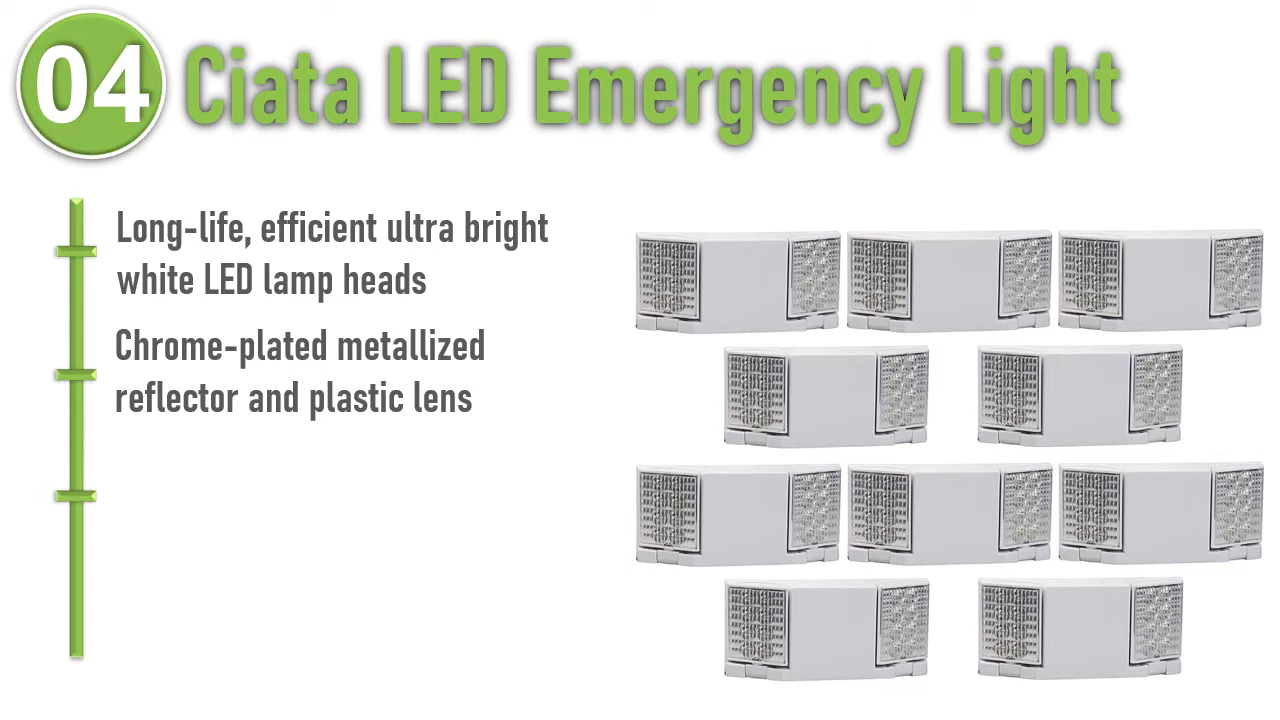 04 Ciata LED Emergency Light
Long-life, efficient ultra bright
white LED lamp heads
Chrome-plated metallized
reflector and plastic lens